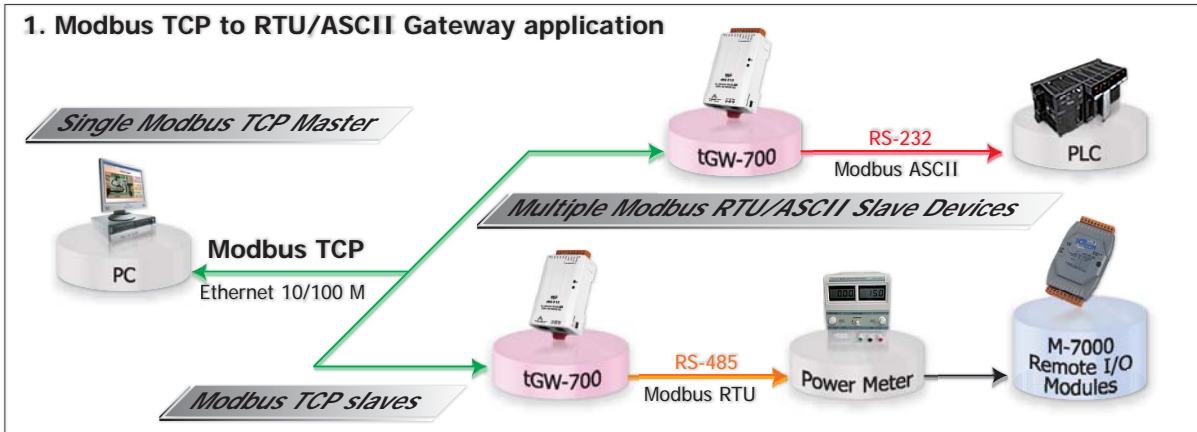 1. Modbus TCP to RTU/ASCII Gateway application
Single Modbus TCP Master
tGW-700
RS-232
Modbus ASCII
PLC
Multiple Modbus RTU/ASCII Slave Devices
PC
Modbus TCP
Ethernet 10/100 M
tGW-700
RS-485
Modbus RTU
Power Meter
M-7000
Remote I/O
Modules
Modbus TCP slaves